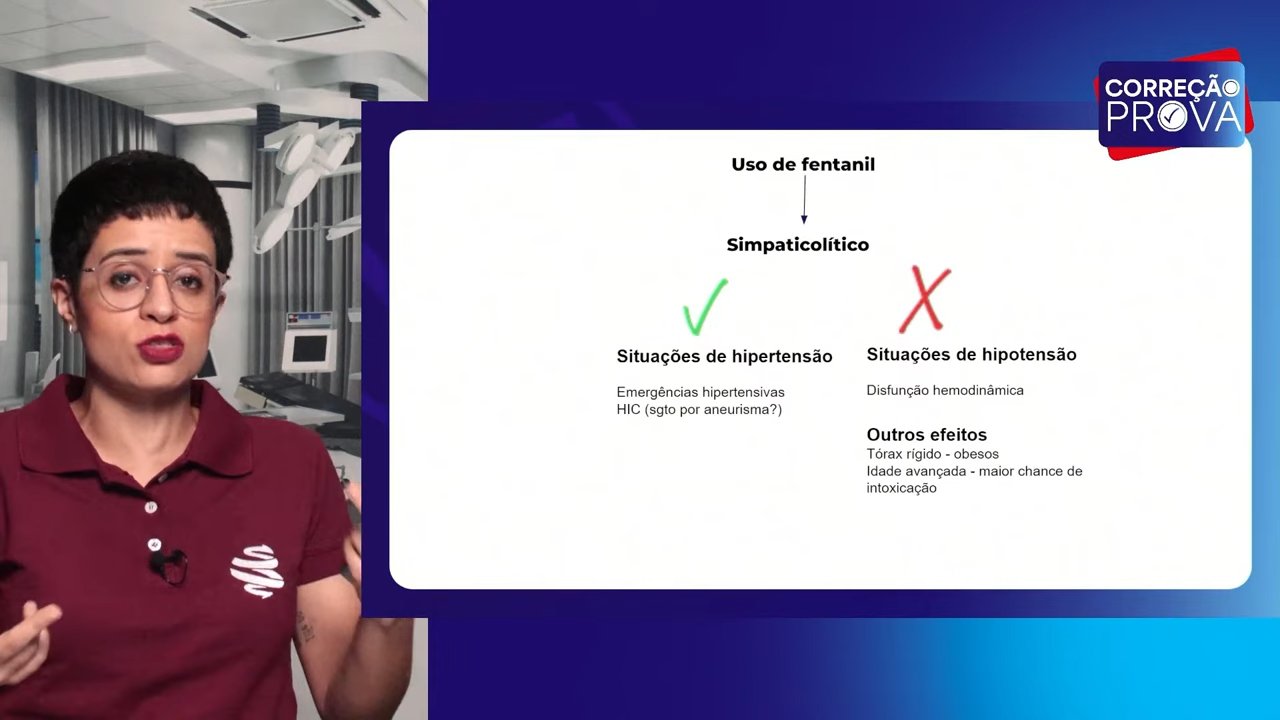 CORREÇÃO
PROVA
Uso de fentanil
Simpaticolítico
Situações de hipertensão
Emergências hipertensivas
HIC (sgto por aneurisma?)
Situações de hipotensão
Disfunção hemodinâmica
Outros efeitos
Tórax rígido - obesos
Idade avançada - maior chance de
intoxicação